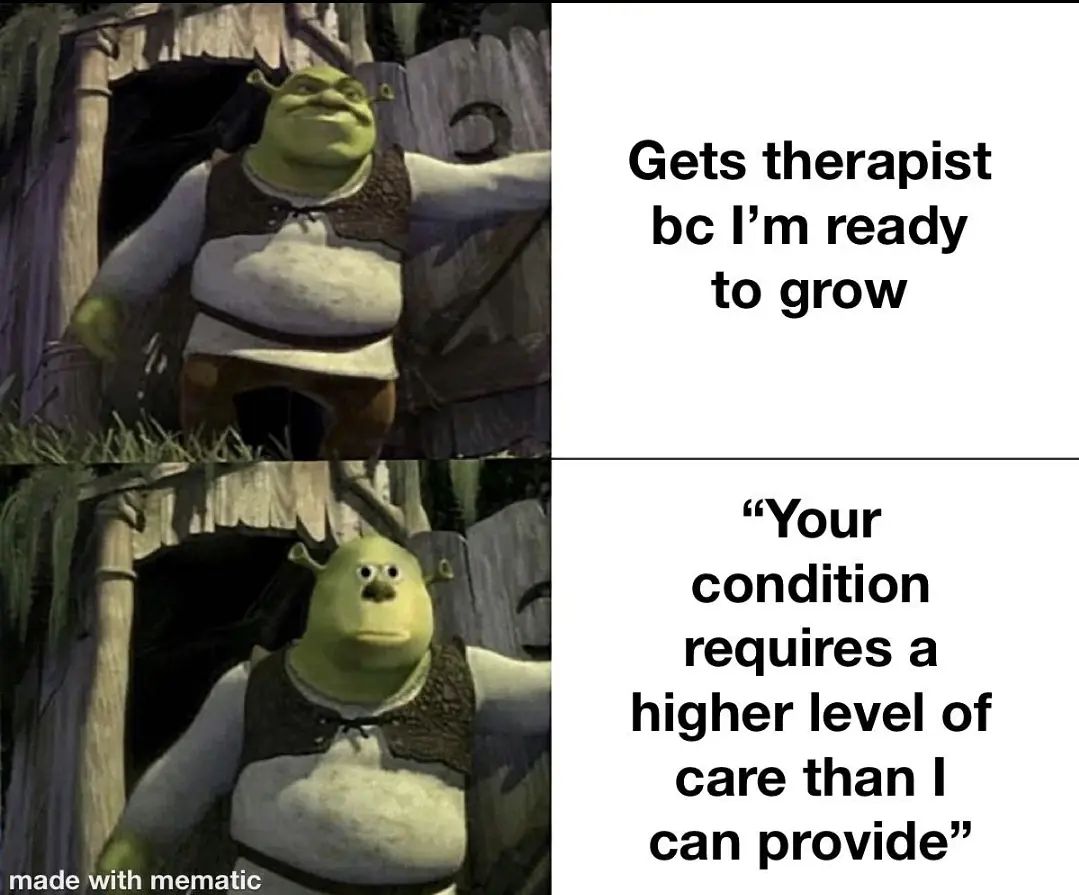 Gets therapist
bc I’m ready
to grow
“Your
condition
requires a
higher level of
care than I
can provide”
made with mematic